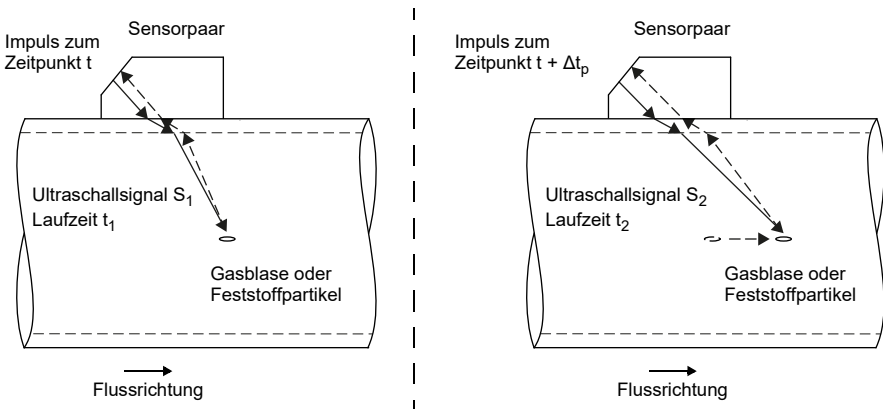 Sensorpaar
Impuls zum
Zeitpunkt t
Ultraschallsignal S₁
Laufzeit t₁
Gasblase oder
Feststoffpartikel
Flussrichtung
Sensorpaar
Impuls zum
Zeitpunkt t + Δtₚ
Ultraschallsignal S₂
Laufzeit t₂
Gasblase oder
Feststoffpartikel
Flussrichtung